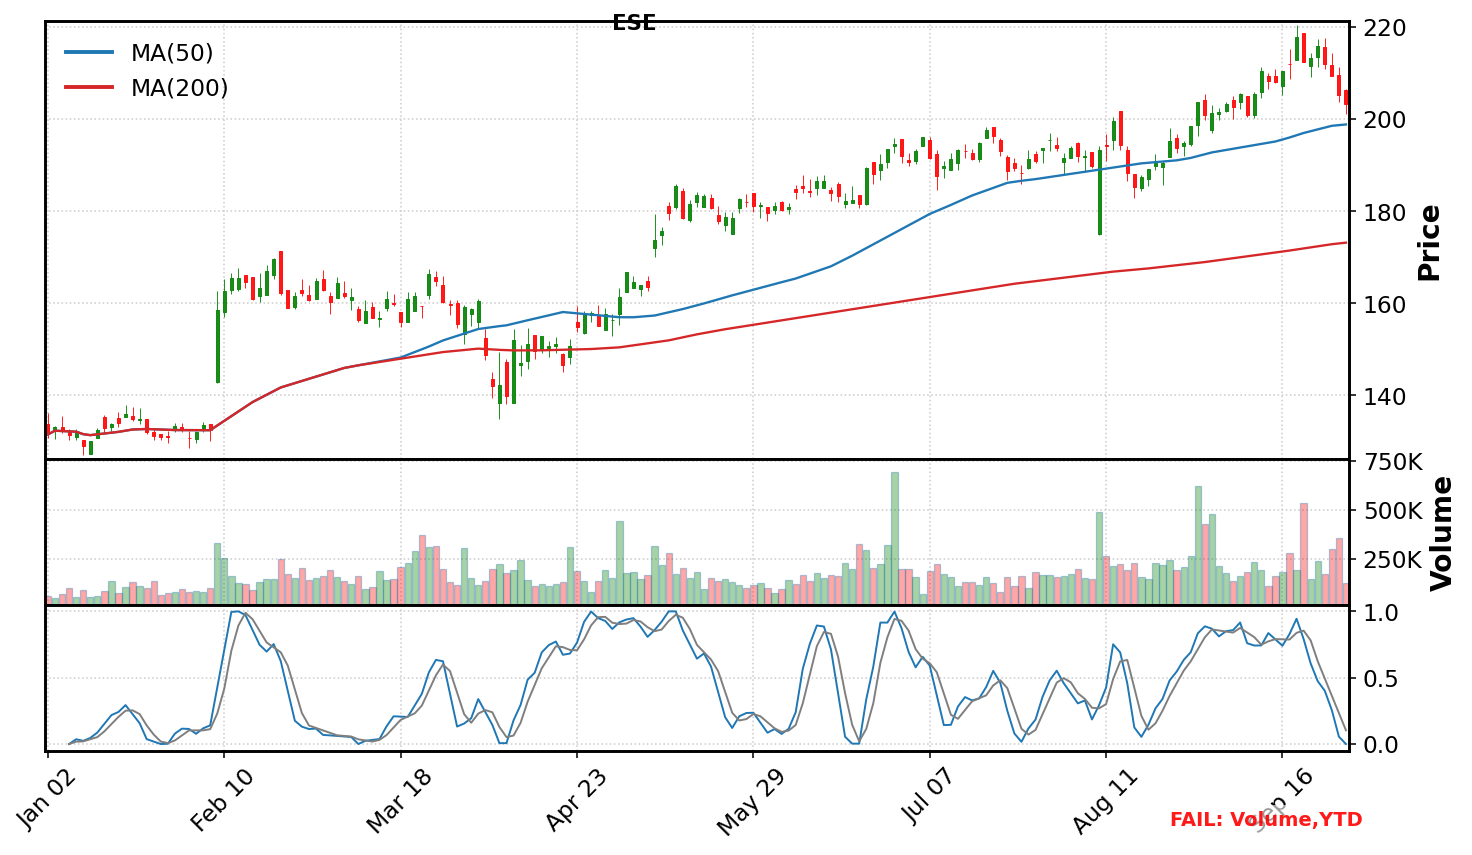 ESE
MA(50)
MA(200)
220
200
180
160
140
Price
750K
500K
250K
Volume
1.0
0.5
0.0
Jan 02
Feb 10
Mar 18
Apr 23
May 29
Jul 07
Aug 11
Sep 16
FAIL: Volume,YTD